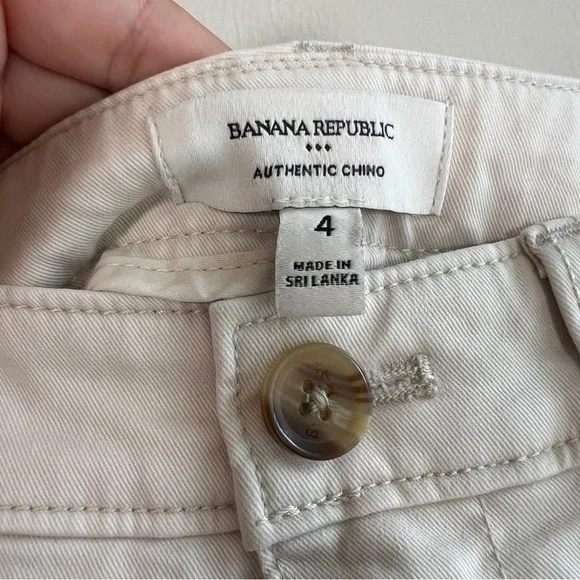 BANANA REPUBLIC
AUTHENTIC CHINO
4
MADE IN
SRI LANKA